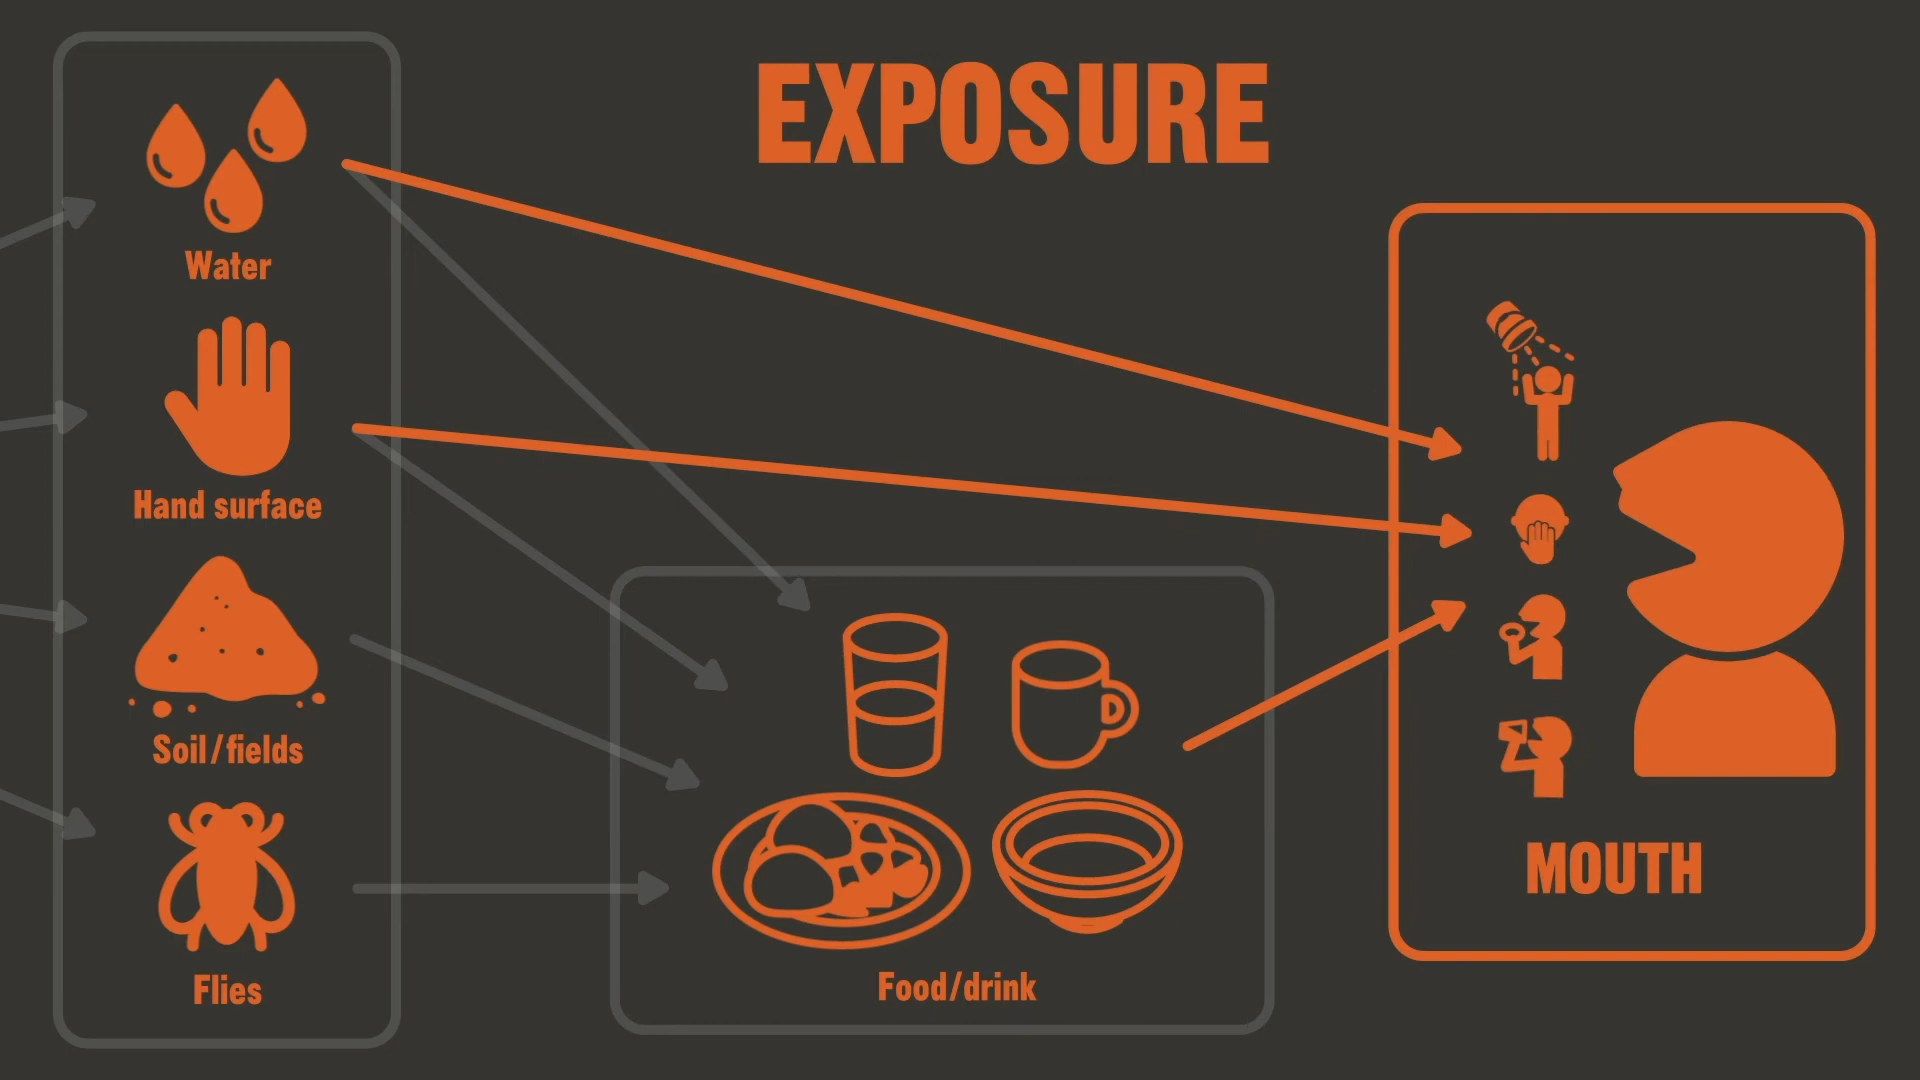 EXPOSURE
Water
Hand surface
Soil/fields
Flies
Food/drink
MOUTH